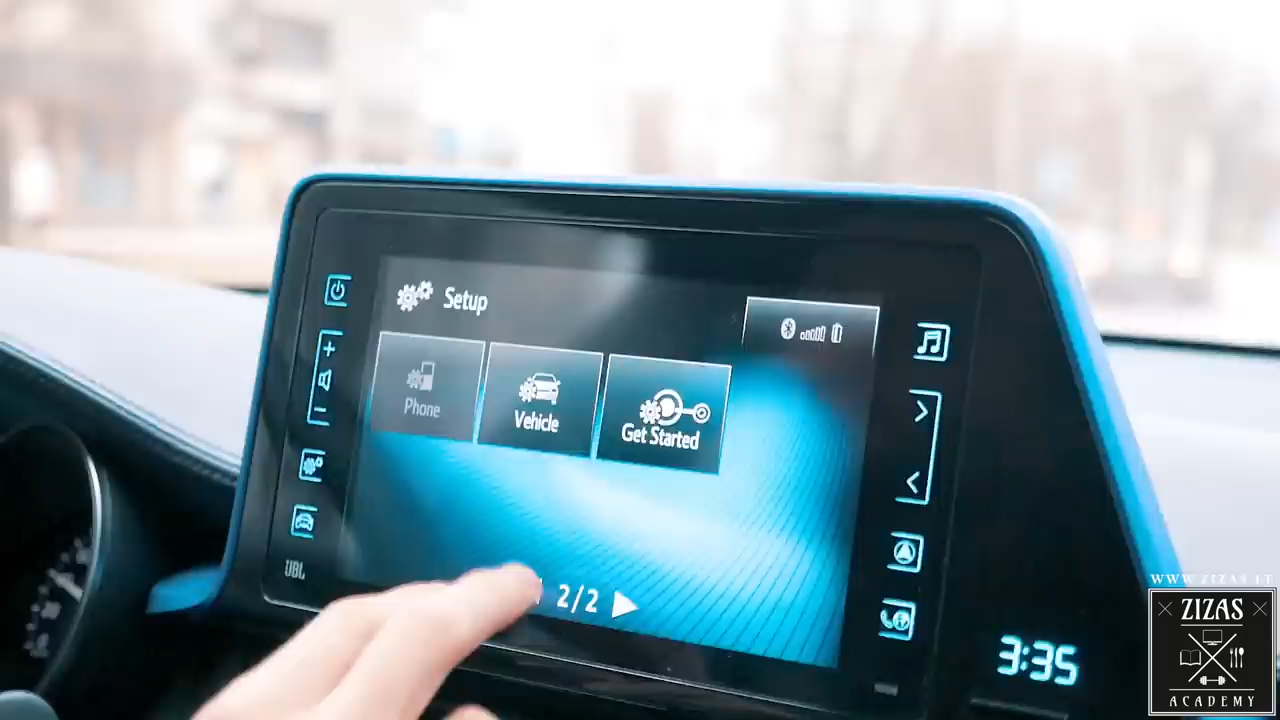 Setup
Phone
Vehicle
Get Started
2/2
JBL
3:35
WWW.ZIZAS.LT
ZIZAS
ACADEMY